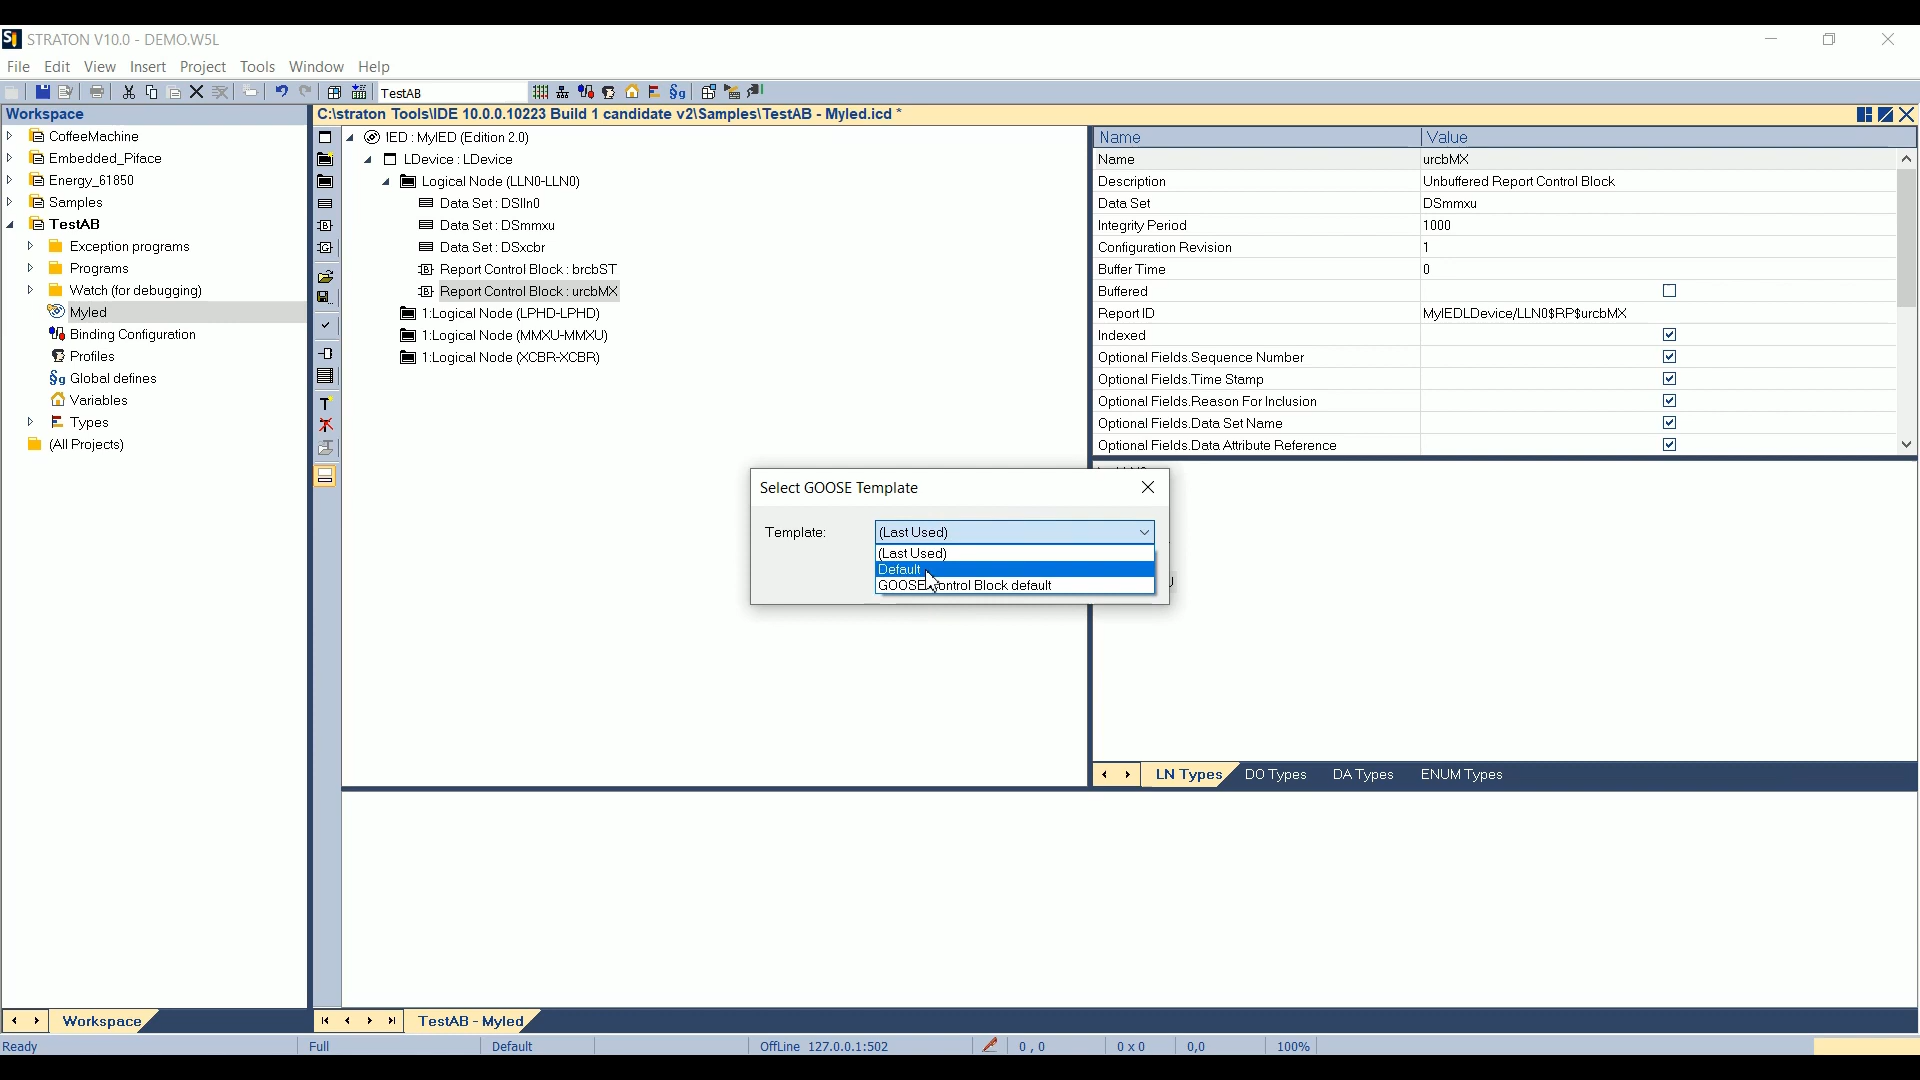 STRATON V10.0 - DEMO.W5L
File Edit View Insert Project Tools Window Help
TestAB
Workspace
C:\straton Tools\IDE 10.0.0.10223 Build 1 candidate v2\Samples\TestAB - Myled.icd *
CoffeeMachine
Embedded_Piface
Energy_61850
Samples
TestAB
Exception programs
Programs
Watch (for debugging)
Myled
Binding Configuration
Profiles
Global defines
Variables
Types
(All Projects)
IED : MyIED (Edition 2.0)
LDevice : LDevice
Logical Node (LLN0-LLN0)
Data Set : DSlln0
Data Set : DSmmxu
Data Set : DSxcbr
Report Control Block : brcbST
Report Control Block : urcbMX
1:Logical Node (LPHD-LPHD)
1:Logical Node (MMXU-MMXU)
1:Logical Node (XCBR-XCBR)
Name Value
Name urcbMX
Description Unbuffered Report Control Block
Data Set DSmmxu
Integrity Period 1000
Configuration Revision 1
Buffer Time 0
Buffered
Report ID MyIEDLDevice/LLN0$RP$urcbMX
Indexed
Optional Fields.Sequence Number
Optional Fields.Time Stamp
Optional Fields.Reason For Inclusion
Optional Fields.Data Set Name
Optional Fields.Data Attribute Reference
Select GOOSE Template
Template: (Last Used)
(Last Used)
Default
GOOSE Control Block default
LN Types DO Types DA Types ENUM Types
Workspace
TestAB - Myled
Ready Full Default OffLine 127.0.0.1:502 0 , 0 0 x 0 0,0 100%